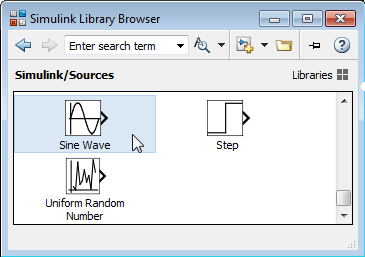 Simulink Library Browser
Enter search term
Simulink/Sources
Libraries
Sine Wave
Step
Uniform Random
Number